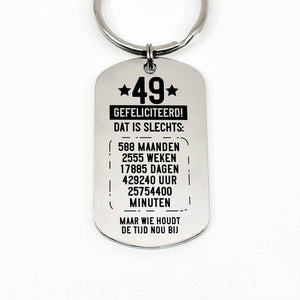 ★ 49 ★
GEFELICITEERD!
DAT IS SLECHTS:
588 MAANDEN
2555 WEKEN
17885 DAGEN
429240 UUR
25754400
MINUTEN
MAAR WIE HOUDT
DE TIJD NOU BIJ